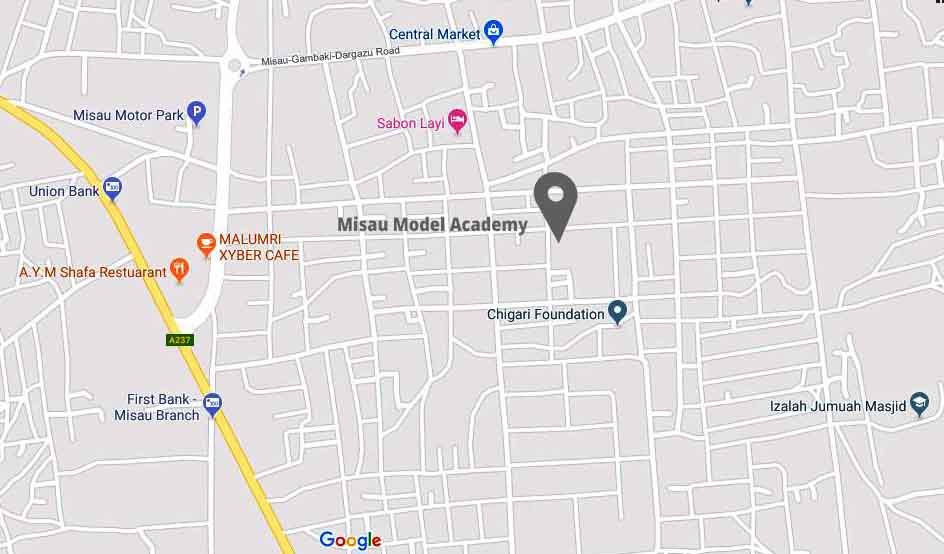 Central Market
Misau-Gambaki-Dargazu Road
Misau Motor Park
P
Sabon Layi
Union Bank
Misau Model Academy
MALUMRI
XYBER CAFE
A.Y.M Shafa Restuarant
Chigari Foundation
A237
First Bank -
Misau Branch
Izalah Jumuah Masjid
Google